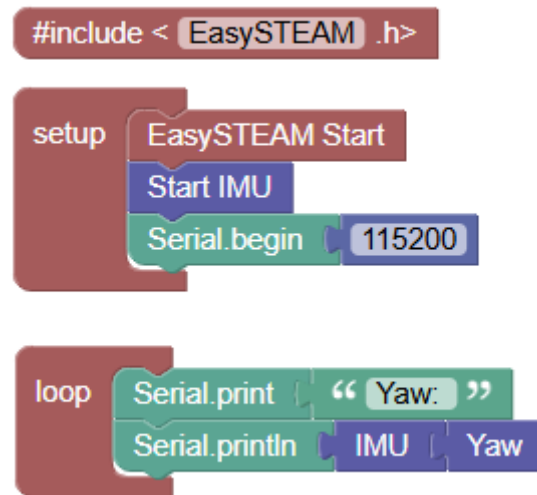 #include < EasySTEAM .h>
setup EasySTEAM Start
Start IMU
Serial.begin 115200
loop Serial.print “ Yaw: ”
Serial.println IMU Yaw